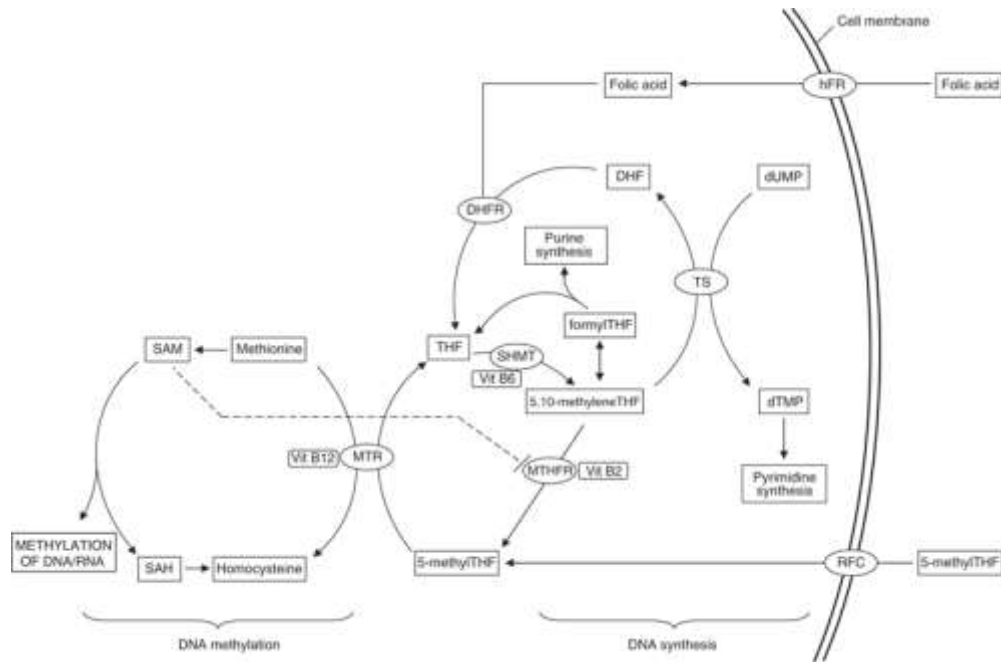 Cell membrane
Folic acid
hFR
Folic acid
DHF
dUMP
DHFR
Purine
synthesis
TS
formylTHF
SAM
Methionine
THF
SHMT
Vit B6
5,10-methyleneTHF
dTMP
Vit B12
MTR
MTHFR
Vit B2
Pyrimidine
synthesis
METHYLATION
OF DNA/RNA
SAH
Homocysteine
5-methylTHF
RFC
5-methylTHF
DNA methylation
DNA synthesis